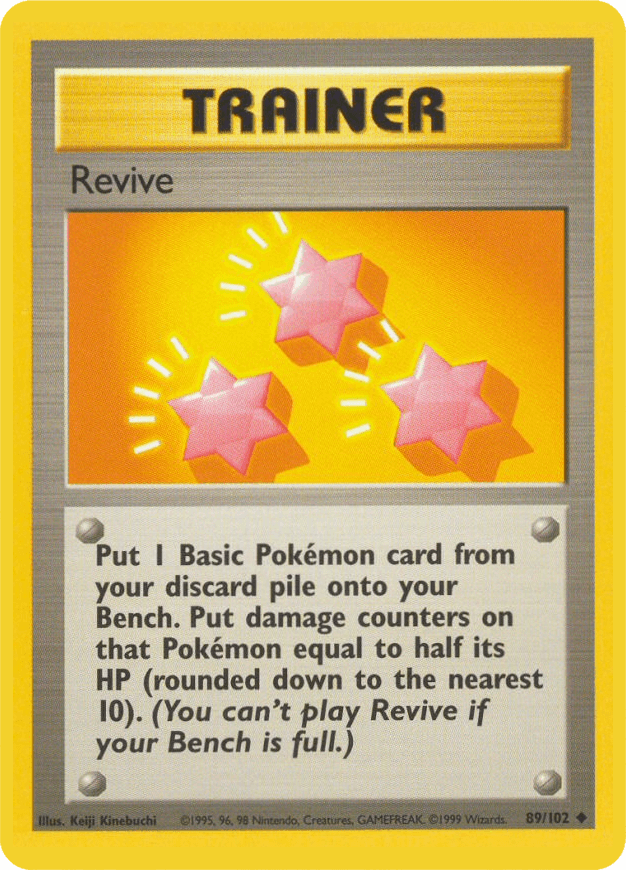 TRAINER
Revive
Put 1 Basic Pokémon card from
your discard pile onto your
Bench. Put damage counters on
that Pokémon equal to half its
HP (rounded down to the nearest
10). (You can't play Revive if
your Bench is full.)
Illus. Keiji Kinebuchi ©1995, 96, 98 Nintendo, Creatures, GAMEFREAK. ©1999 Wizards. 89/102 ◆